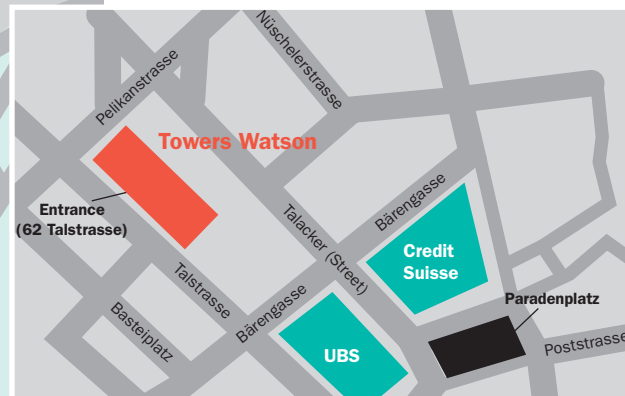 Nüschelerstrasse
Pelikanstrasse
Towers Watson
Entrance
(62 Talstrasse)
Bärengasse
Talacker (Street)
Credit
Suisse
Talstrasse
Paradenplatz
Bärengasse
Basteiplatz
UBS
Poststrasse